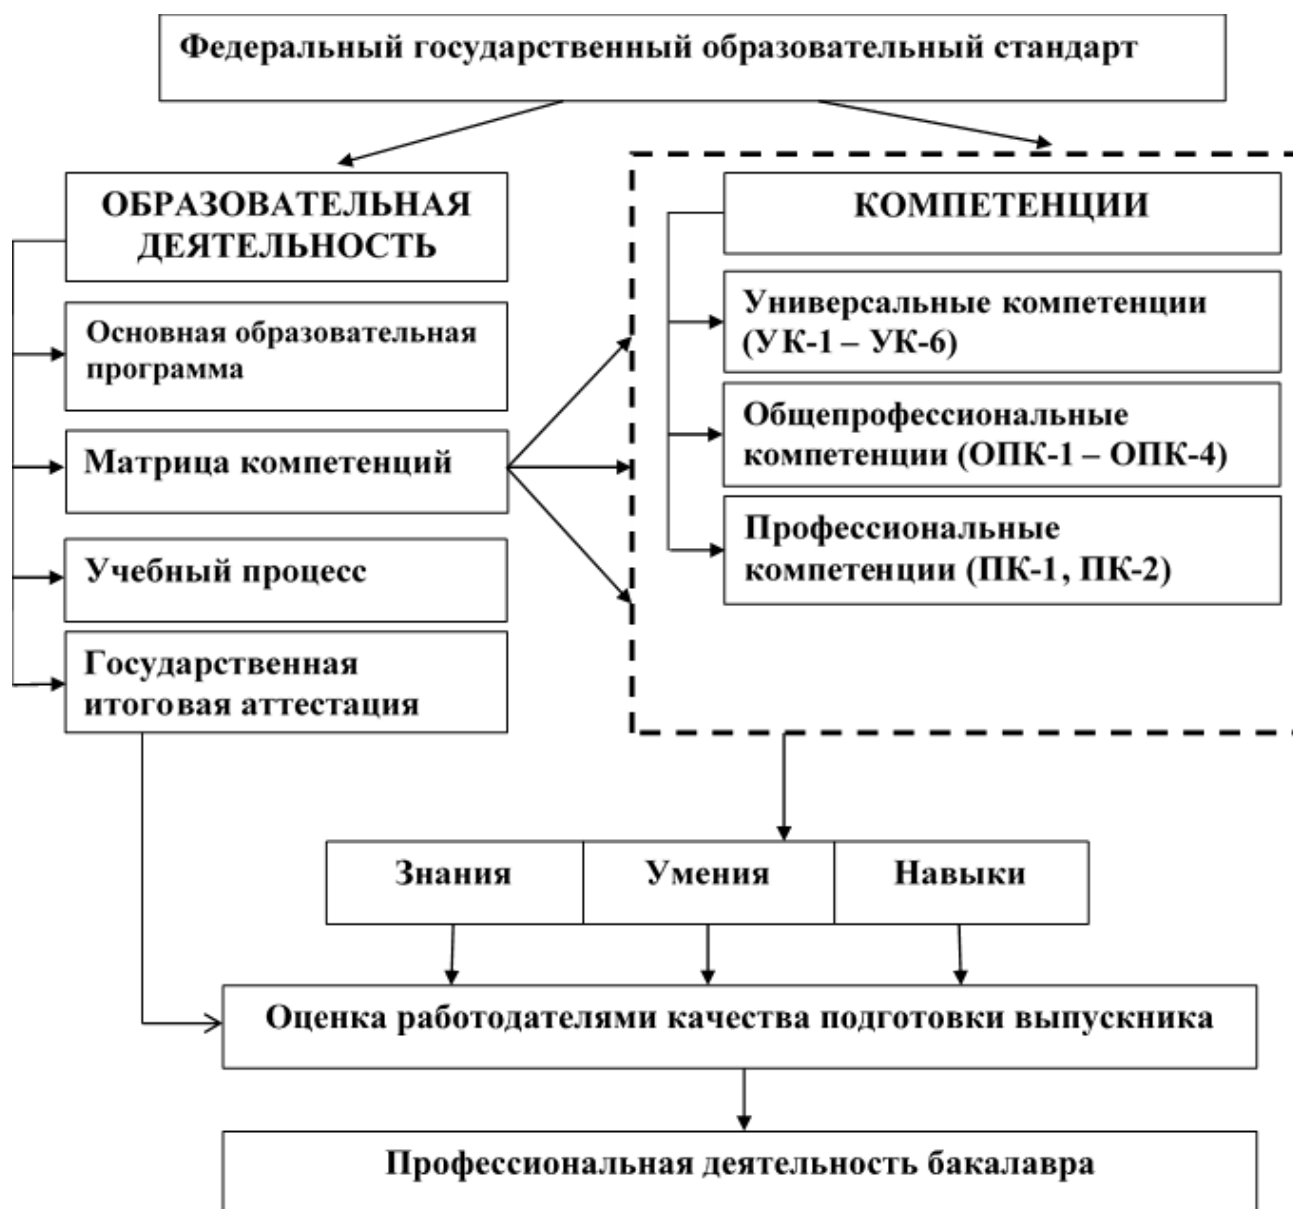 Федеральный государственный образовательный стандарт
ОБРАЗОВАТЕЛЬНАЯ
ДЕЯТЕЛЬНОСТЬ
Основная образовательная
программа
Матрица компетенций
Учебный процесс
Государственная
итоговая аттестация
КОМПЕТЕНЦИИ
Универсальные компетенции
(УК-1 – УК-6)
Общепрофессиональные
компетенции (ОПК-1 – ОПК-4)
Профессиональные
компетенции (ПК-1, ПК-2)
Знания
Умения
Навыки
Оценка работодателями качества подготовки выпускника
Профессиональная деятельность бакалавра